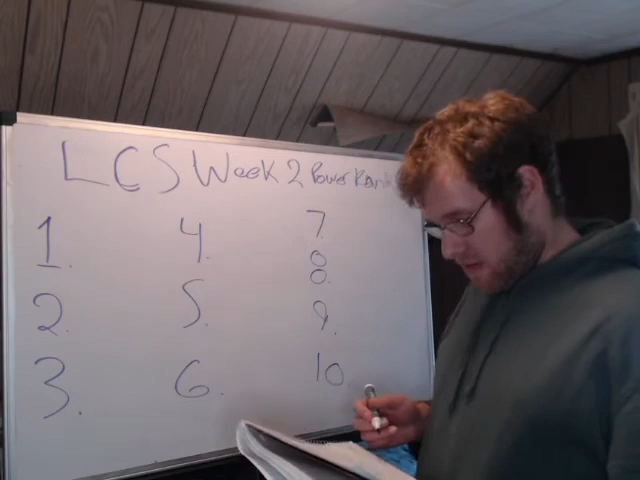 LCS Week 2 Power Rank
1. 4. 7.
2. 5. 8.
3. 6. 9.
10.